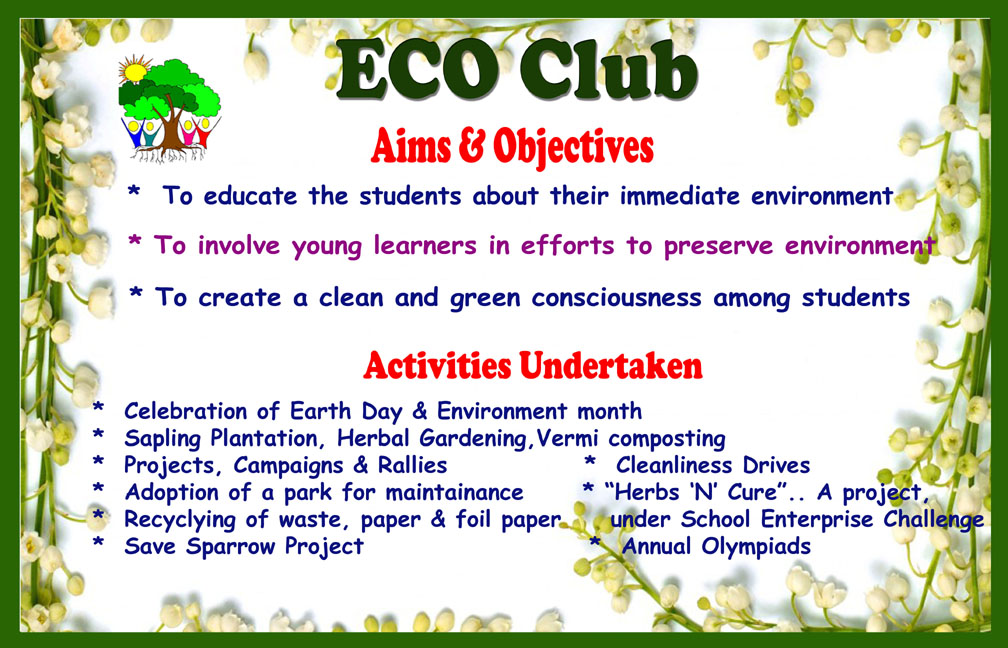 ECO Club
Aims & Objectives
* To educate the students about their immediate environment
* To involve young learners in efforts to preserve environment
* To create a clean and green consciousness among students
Activities Undertaken
* Celebration of Earth Day & Environment month
* Sapling Plantation, Herbal Gardening,Vermi composting
* Projects, Campaigns & Rallies
* Adoption of a park for maintainance
* Recyclying of waste, paper & foil paper
* Save Sparrow Project
* Cleanliness Drives
* “Herbs ‘N’ Cure”.. A project,
under School Enterprise Challenge
* Annual Olympiads